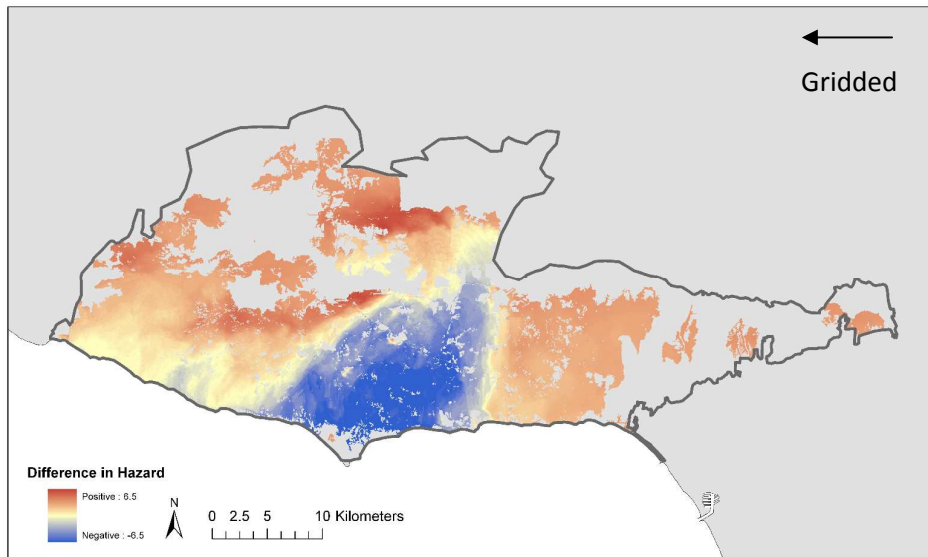 Gridded
Difference in Hazard
Positive : 6.5
Negative : -6.5
N
0 2.5 5 10 Kilometers